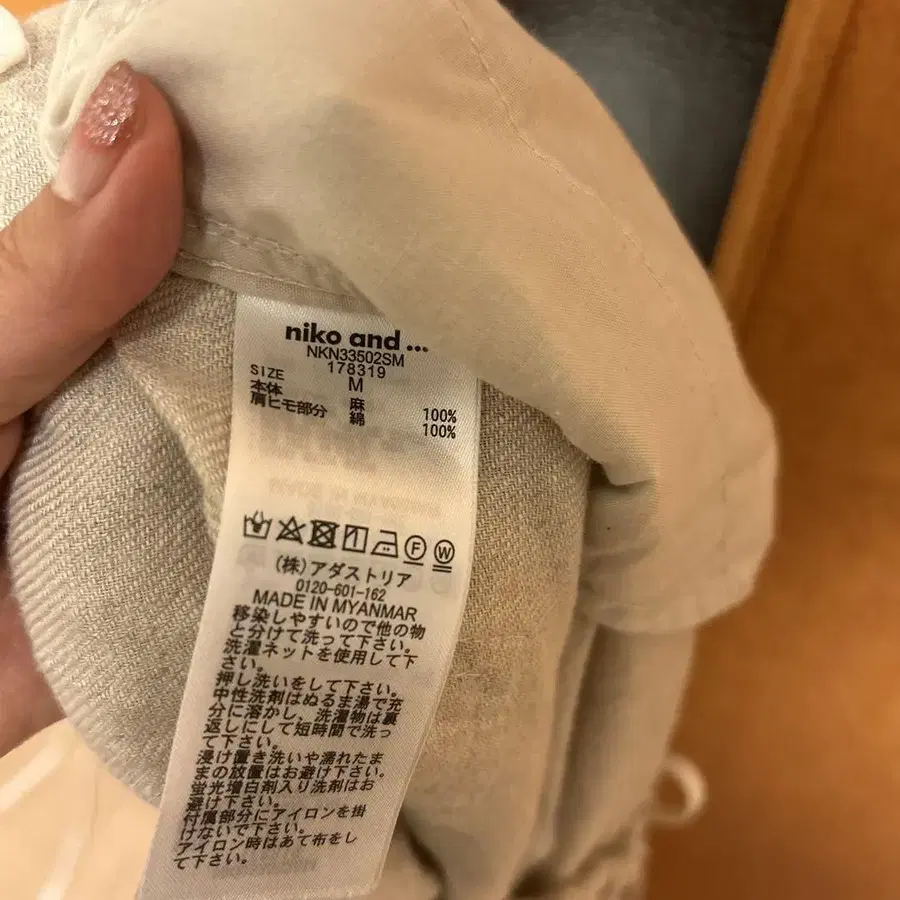 niko and ...
NKN33502SM
178319
SIZE M
本体 麻 100%
肩ヒモ部分 綿 100%
F W
(株)アダストリア
0120-601-162
MADE IN MYANMAR
移染しやすいので他の物
と分けて洗って下さい。
洗濯ネットを使用して下
さい。
押し洗いをして下さい。
中性洗剤はぬるま湯で充
分に溶かし、洗濯物は裏
返しにして短時間で洗っ
て下さい。
浸け置き洗いや濡れたま
まの放置はお避け下さい。
蛍光増白剤入り洗剤はお
避け下さい。
付属部分にアイロンを掛
けないで下さい。
アイロン時はあて布をし
て下さい。